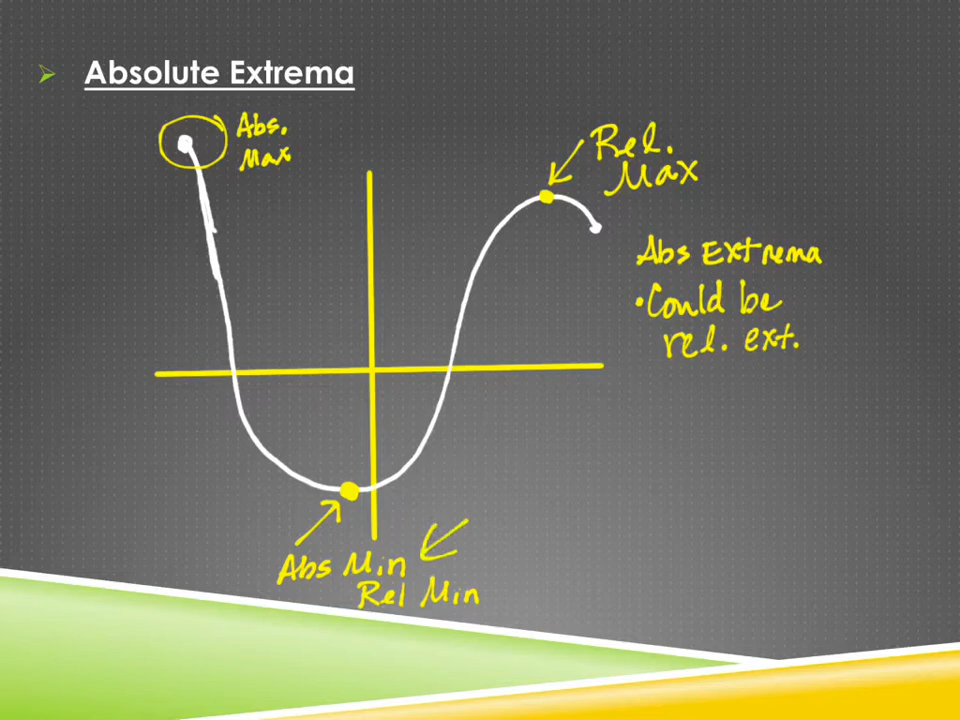 Absolute Extrema
Abs.
Max
Rel.
Max
Abs Extrema
• Could be
rel. ext.
Abs Min
Rel Min